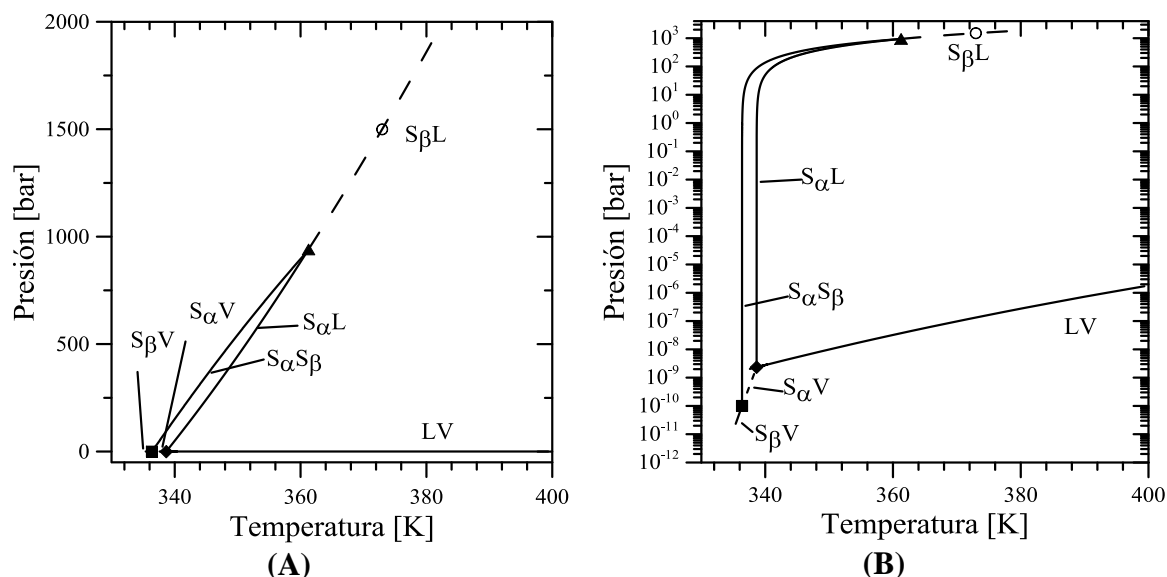 2000
1500
1000
500
0
Presión [bar]
SβL
SαV
SβV
SαL
SαSβ
LV
340
360
380
400
Temperatura [K]
(A)
10^3
10^2
10^1
10^0
10^-1
10^-2
10^-3
10^-4
10^-5
10^-6
10^-7
10^-8
10^-9
10^-10
10^-11
10^-12
Presión [bar]
SβL
SαL
SαSβ
LV
SαV
SβV
340
360
380
400
Temperatura [K]
(B)